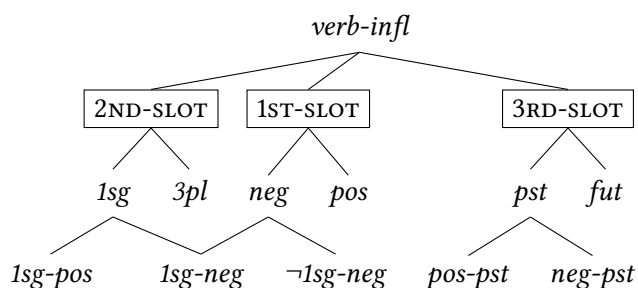 verb-infl
2ND-SLOT 1ST-SLOT 3RD-SLOT
1sg 3pl neg pos pst fut
1sg-pos 1sg-neg ¬1sg-neg pos-pst neg-pst